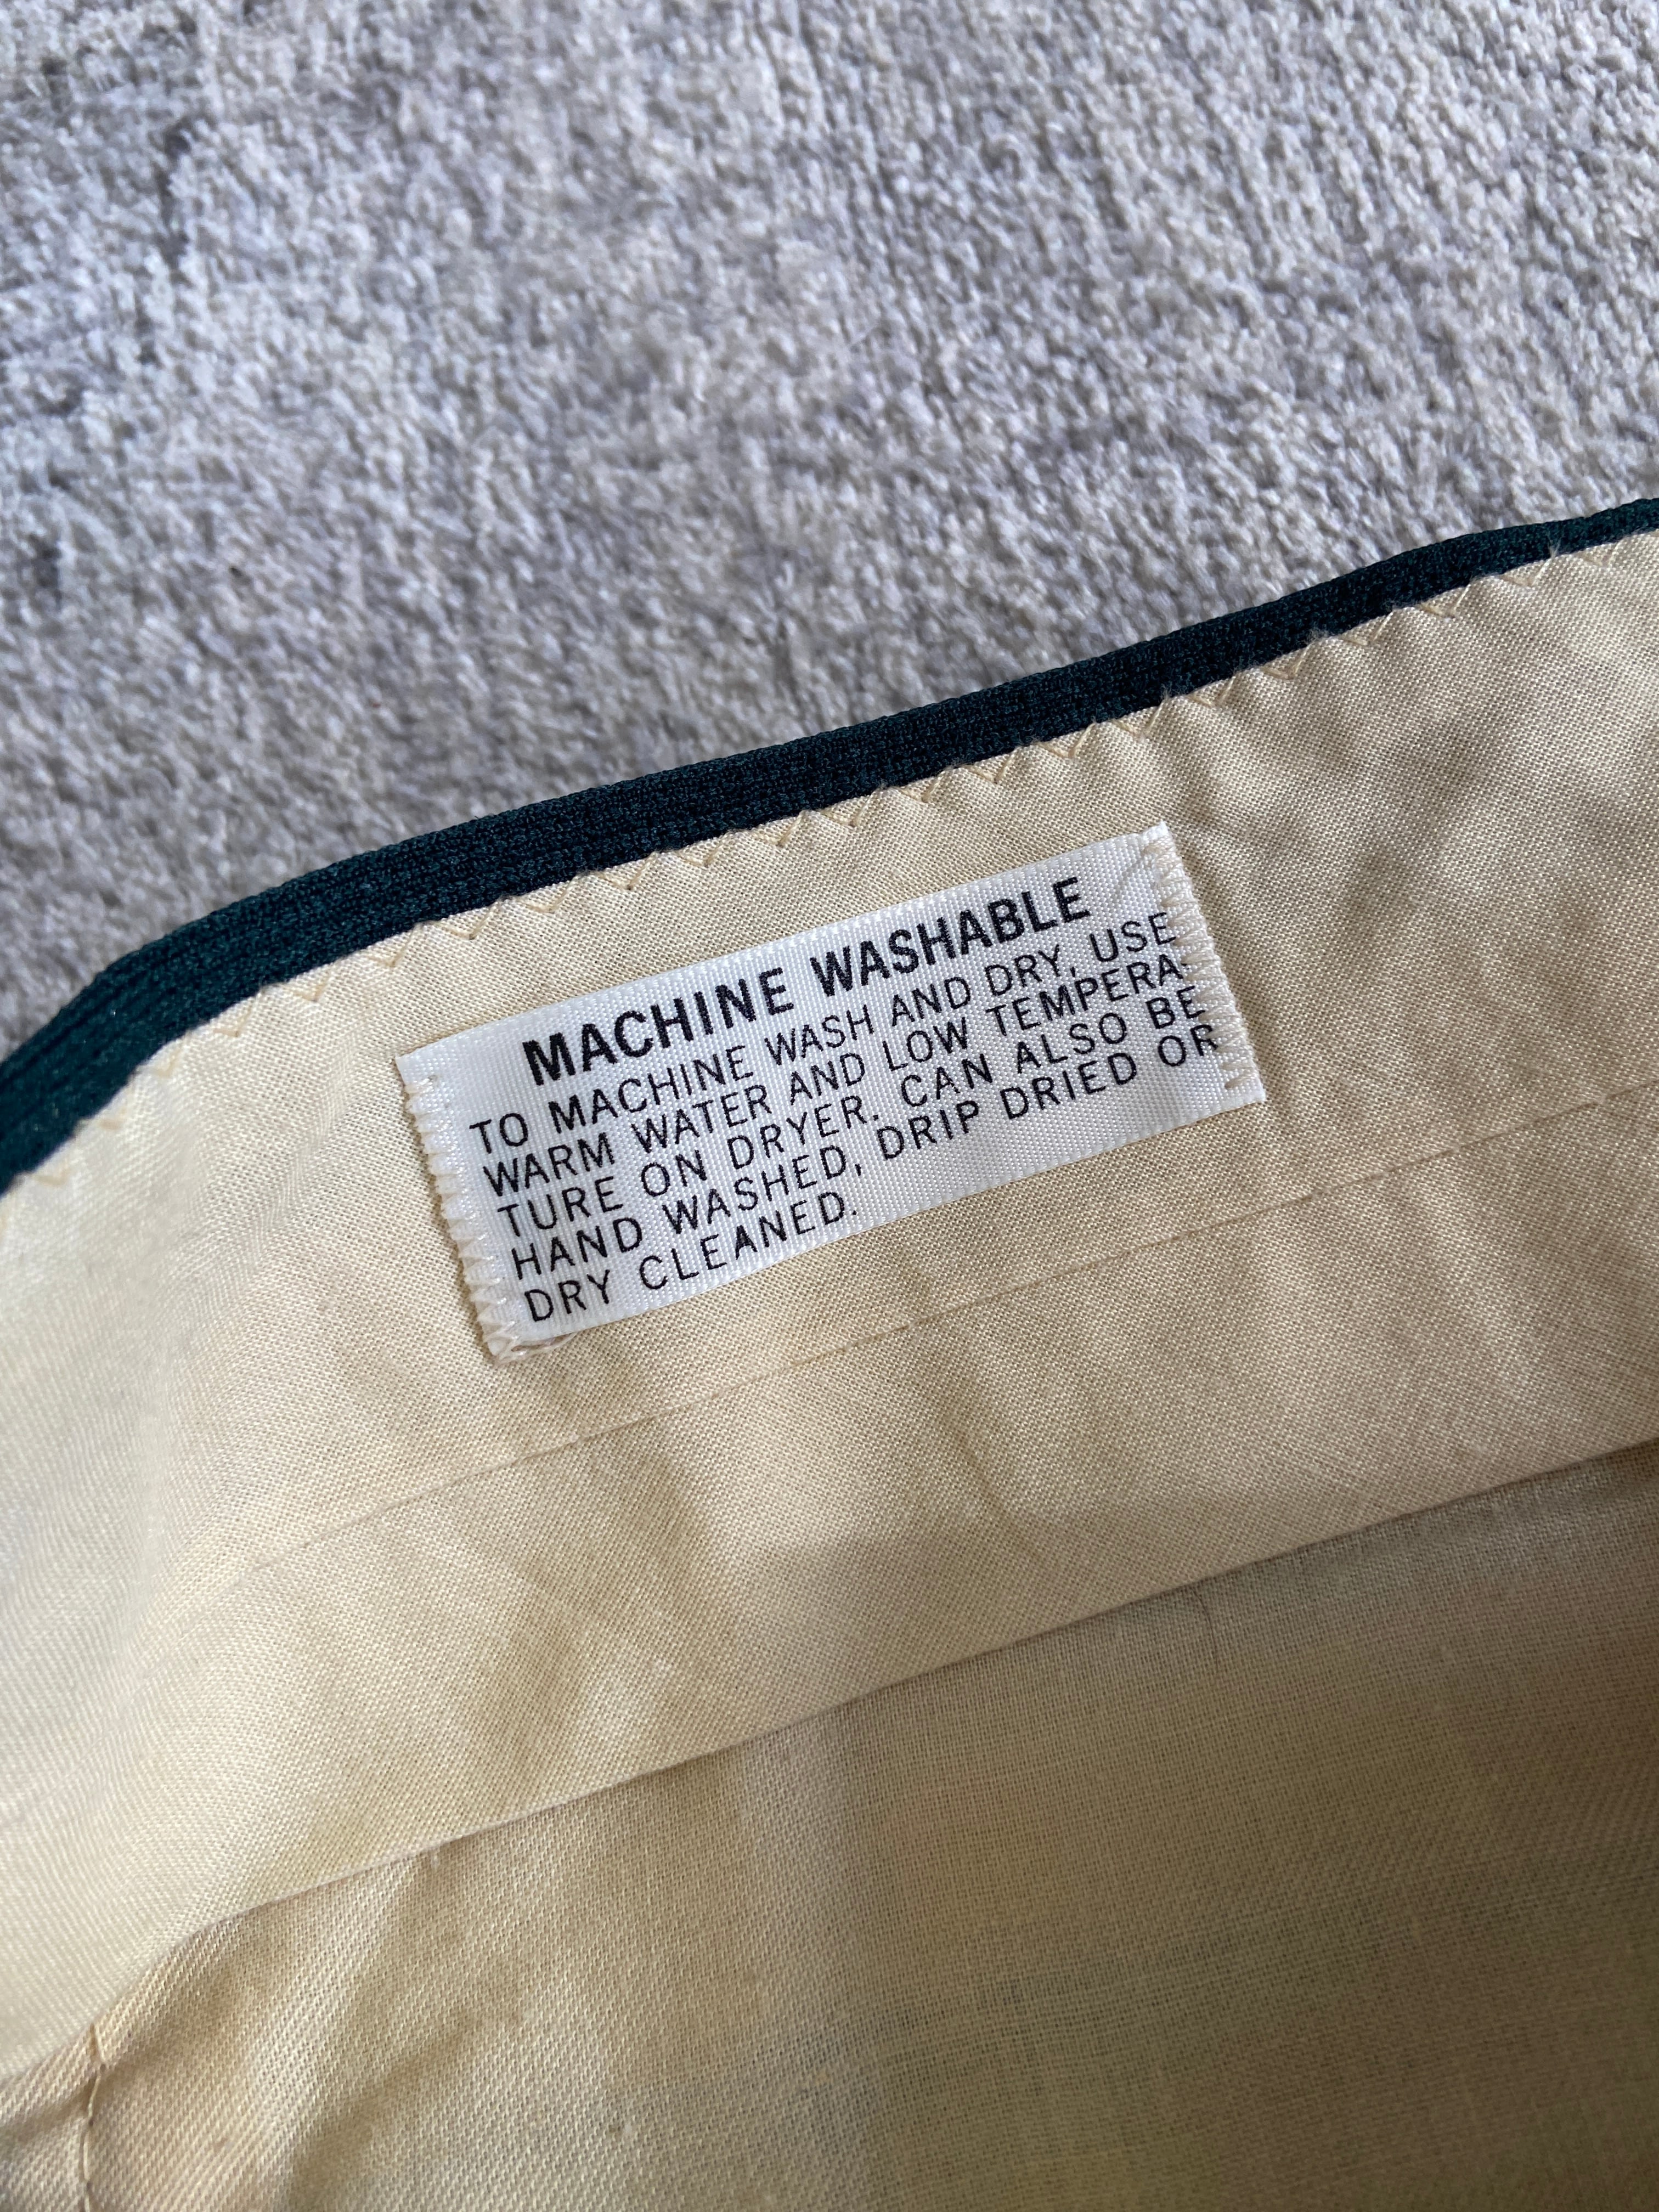 MACHINE WASHABLE
TO MACHINE WASH AND DRY, USE
WARM WATER AND LOW TEMPERA-
TURE ON DRYER. CAN ALSO BE
HAND WASHED, DRIP DRIED OR
DRY CLEANED.